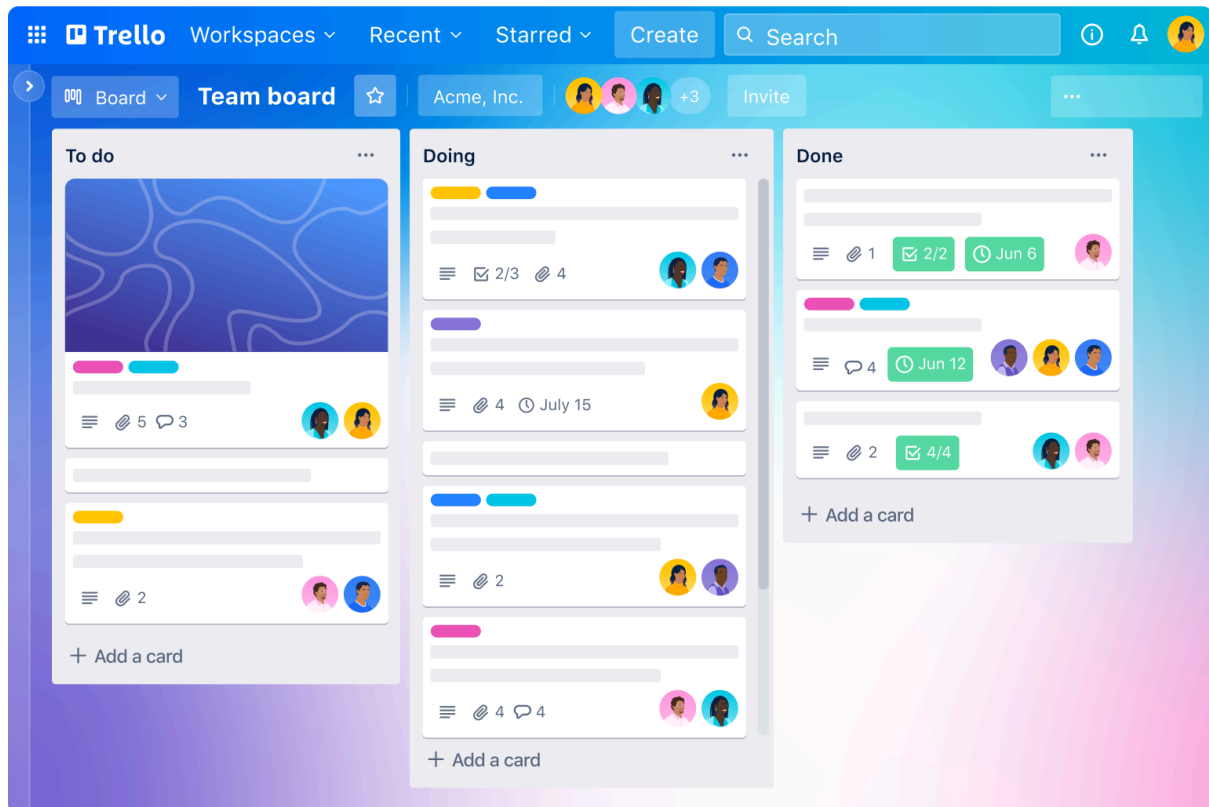 Trello Workspaces Recent Starred Create Search
Board Team board Acme, Inc. +3 Invite
To do
5 3
2
+ Add a card
Doing
2/3 4
4 July 15
2
4 4
+ Add a card
Done
1 2/2 Jun 6
4 Jun 12
2 4/4
+ Add a card